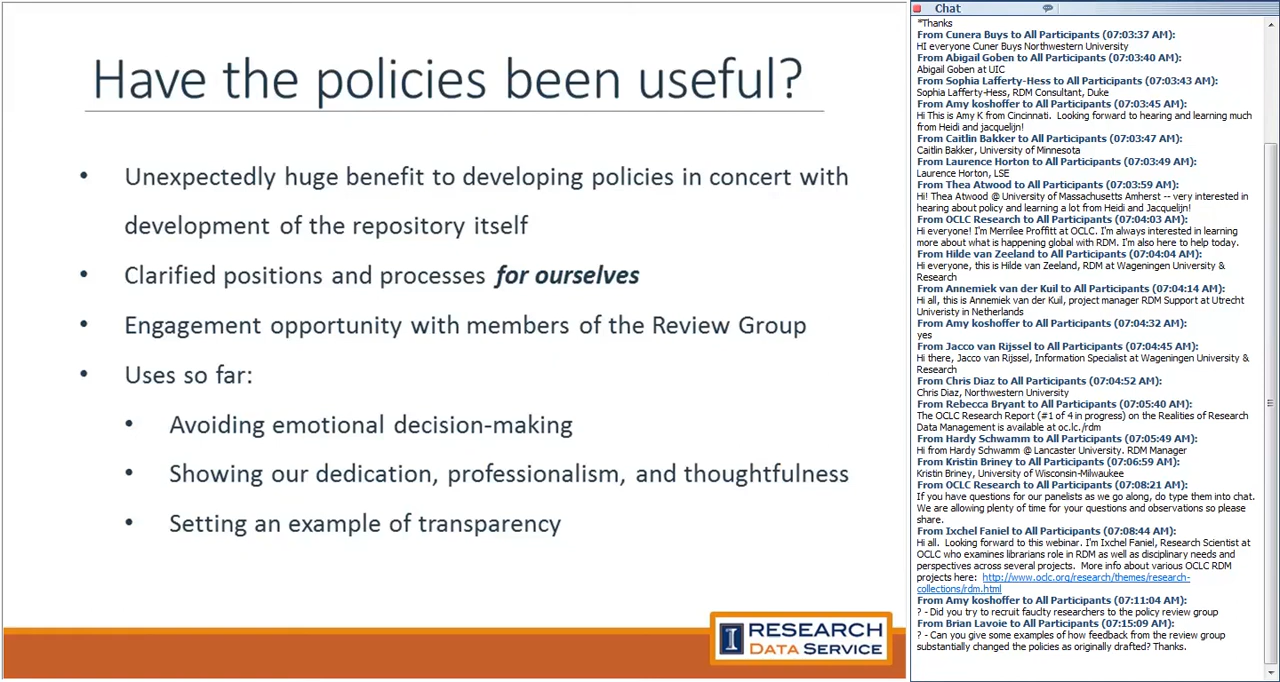 Have the policies been useful?
• Unexpectedly huge benefit to developing policies in concert with
development of the repository itself
• Clarified positions and processes for ourselves
• Engagement opportunity with members of the Review Group
• Uses so far:
• Avoiding emotional decision-making
• Showing our dedication, professionalism, and thoughtfulness
• Setting an example of transparency
I RESEARCH
DATA SERVICE
Chat
"Thanks
From Cunera Buys to All Participants (07:03:37 AM):
HI everyone Cuner Buys Northwestern University
From Abigail Goben to All Participants (07:03:40 AM):
Abigail Goben at UIC
From Sophia Lafferty-Hess to All Participants (07:03:43 AM):
Sophia Lafferty-Hess, RDM Consultant, Duke
From Amy koshoffer to All Participants (07:03:45 AM):
Hi This is Amy K from Cincinnati.  Looking forward to hearing and learning much
from Heidi and jacquelijn!
From Caitlin Bakker to All Participants (07:03:47 AM):
Caitlin Bakker, University of Minnesota
From Laurence Horton to All Participants (07:03:49 AM):
Laurence Horton, LSE
From Thea Atwood to All Participants (07:03:59 AM):
Hi! Thea Atwood @ University of Massachusetts Amherst -- very interested in
hearing about policy and learning a lot from Heidi and Jacquelijn!
From OCLC Research to All Participants (07:04:03 AM):
Hi everyone! I'm Merrilee Proffitt at OCLC. I'm always interested in learning
more about what is happening global with RDM. I'm also here to help today.
From Hilde van Zeeland to All Participants (07:04:04 AM):
Hi everyone, this is Hilde van Zeeland, RDM at Wageningen University &
Research
From Annemiek van der Kuil to All Participants (07:04:14 AM):
Hi all, this is Annemiek van der Kuil, project manager RDM Support at Utrecht
Univeristy in Netherlands
From Amy koshoffer to All Participants (07:04:32 AM):
yes
From Jacco van Rijssel to All Participants (07:04:45 AM):
Hi there, Jacco van Rijssel, Information Specialist at Wageningen University &
Research
From Chris Diaz to All Participants (07:04:52 AM):
Chris Diaz, Northwestern University
From Rebecca Bryant to All Participants (07:05:40 AM):
The OCLC Research Report (#1 of 4 in progress) on the Realities of Research
Data Management is available at oc.lc./rdm
From Hardy Schwamm to All Participants (07:05:49 AM):
Hi from Hardy Schwamm @ Lancaster University. RDM Manager
From Kristin Briney to All Participants (07:06:59 AM):
Kristin Briney, University of Wisconsin-Milwaukee
From OCLC Research to All Participants (07:08:21 AM):
If you have questions for our panelists as we go along, do type them into chat.
We are allowing plenty of time for your questions and observations so please
share.
From Ixchel Faniel to All Participants (07:08:44 AM):
Hi all.  Looking forward to this webinar. I'm Ixchel Faniel, Research Scientist at
OCLC who examines librarians role in RDM as well as disciplinary needs and
perspectives across several projects.  More info about various OCLC RDM
projects here:  http://www.oclc.org/research/themes/research-
collections/rdm.html
From Amy koshoffer to All Participants (07:11:04 AM):
? - Did you try to recruit fauclty researchers to the policy review group
From Brian Lavoie to All Participants (07:15:09 AM):
? - Can you give some examples of how feedback from the review group
substantially changed the policies as originally drafted? Thanks.